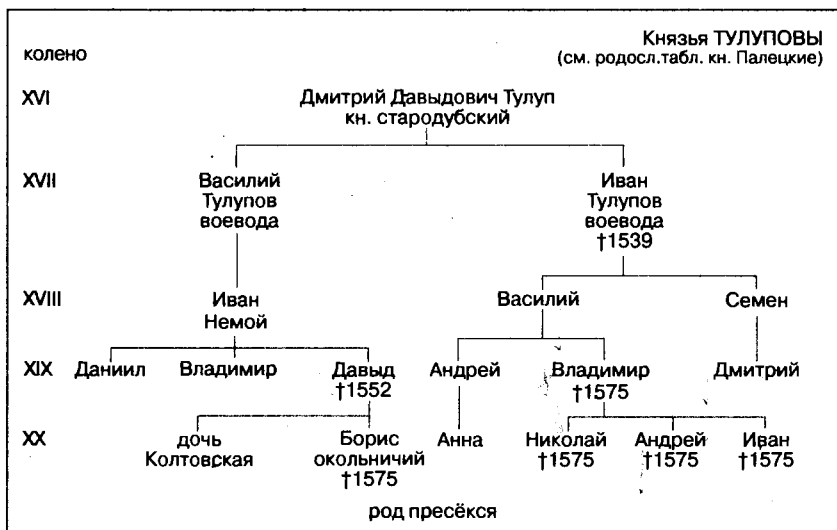 Князья ТУЛУПОВЫ
колено (см. родосл.табл. кн. Палецкие)
XVI Дмитрий Давыдович Тулуп
кн. стародубский
XVII Василий Иван
Тулупов Тулупов
воевода воевода
†1539
XVIII Иван Василий Семен
Немой
XIX Даниил Владимир Давыд Андрей Владимир Дмитрий
†1552 †1575
XX дочь Борис Анна Николай Андрей Иван
Колтовская окольничий †1575 †1575 †1575
†1575
род пресёкся